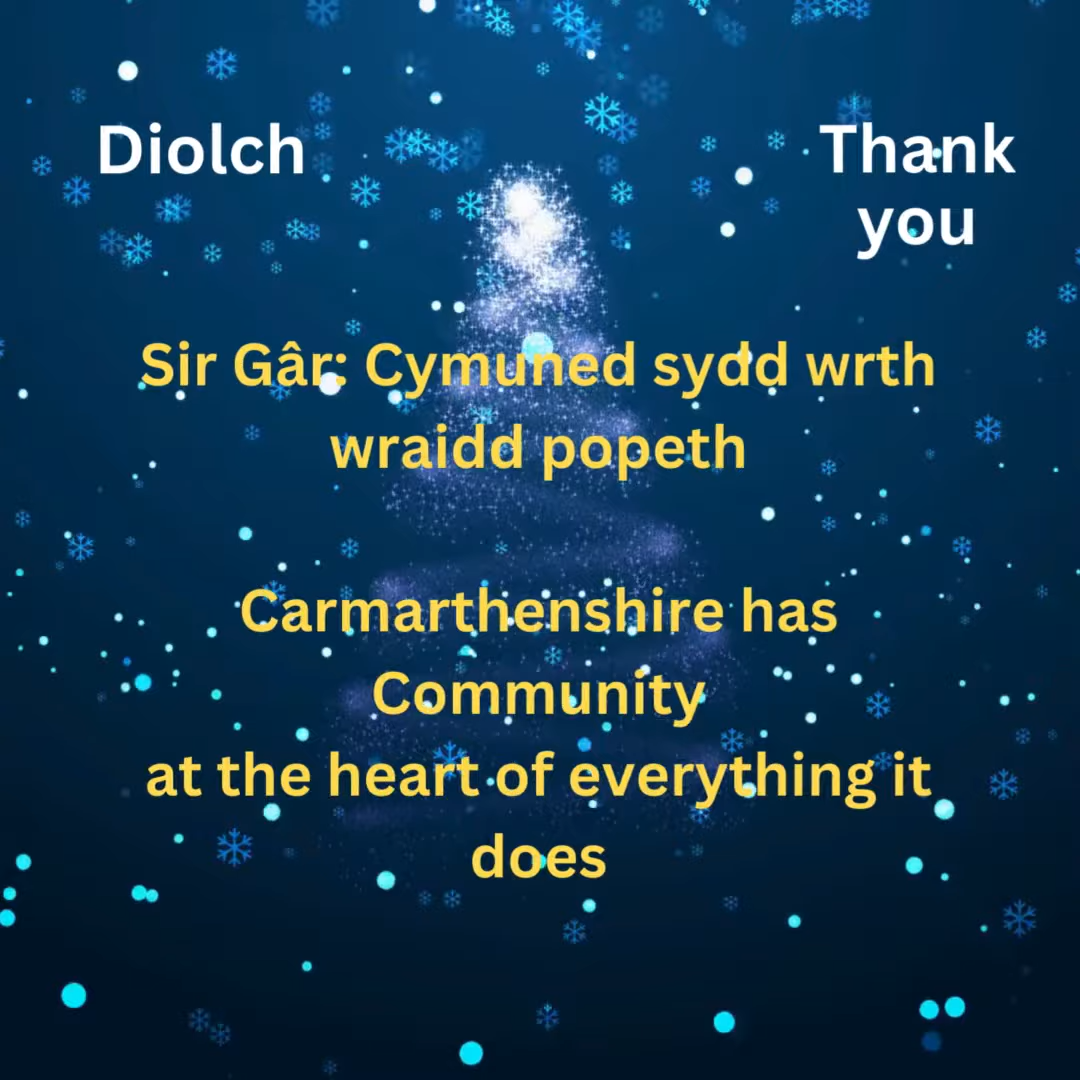 Diolch
Thank
you
Sir Gâr: Cymuned sydd wrth
wraidd popeth
Carmarthenshire has
Community
at the heart of everything it
does